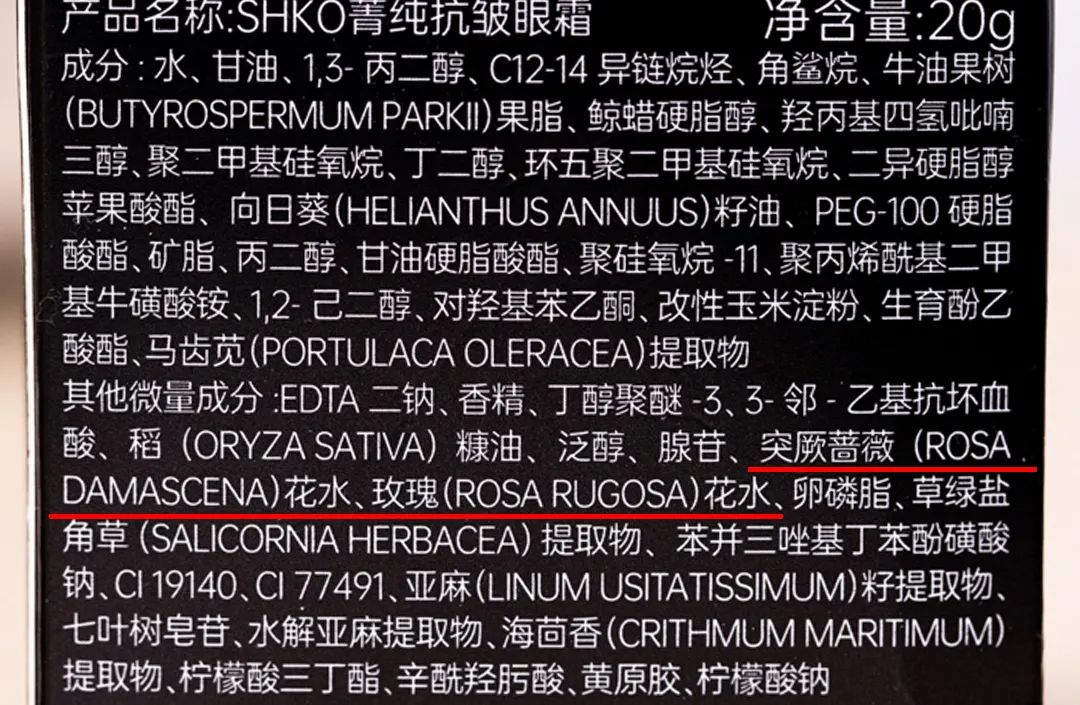 产品名称:SHKO菁纯抗皱眼霜 净含量:20g
成分:水、甘油、1,3-丙二醇、C12-14 异链烷烃、角鲨烷、牛油果树
(BUTYROSPERMUM PARKII)果脂、鲸蜡硬脂醇、羟丙基四氢吡喃
三醇、聚二甲基硅氧烷、丁二醇、环五聚二甲基硅氧烷、二异硬脂醇
苹果酸酯、向日葵(HELIANTHUS ANNUUS)籽油、PEG-100 硬脂
酸酯、矿脂、丙二醇、甘油硬脂酸酯、聚硅氧烷 -11、聚丙烯酰基二甲
基牛磺酸铵、1,2- 己二醇、对羟基苯乙酮、改性玉米淀粉、生育酚乙
酸酯、马齿苋(PORTULACA OLERACEA)提取物
其他微量成分:EDTA 二钠、香精、丁醇聚醚 -3、3- 邻 - 乙基抗坏血
酸、稻 (ORYZA SATIVA) 糠油、泛醇、腺苷、突厥蔷薇 (ROSA
DAMASCENA)花水、玫瑰(ROSA RUGOSA)花水、卵磷脂、草绿盐
角草(SALICORNIA HERBACEA) 提取物、苯并三唑基丁苯酚磺酸
钠、CI 19140、CI 77491、亚麻(LINUM USITATISSIMUM)籽提取物、
七叶树皂苷、水解亚麻提取物、海茴香(CRITHMUM MARITIMUM)
提取物、柠檬酸三丁酯、辛酰羟肟酸、黄原胶、柠檬酸钠